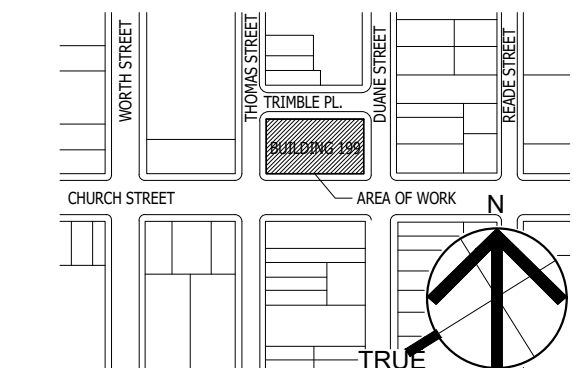 WORTH STREET
THOMAS STREET
DUANE STREET
READE STREET
TRIMBLE PL.
BUILDING 199
CHURCH STREET
AREA OF WORK
N
TRUE